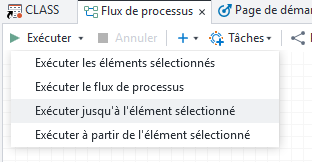 CLASS Flux de processus × Page de démar
Exécuter Annuler Tâches
Exécuter les éléments sélectionnés
Exécuter le flux de processus
Exécuter jusqu'à l'élément sélectionné
Exécuter à partir de l'élément sélectionné